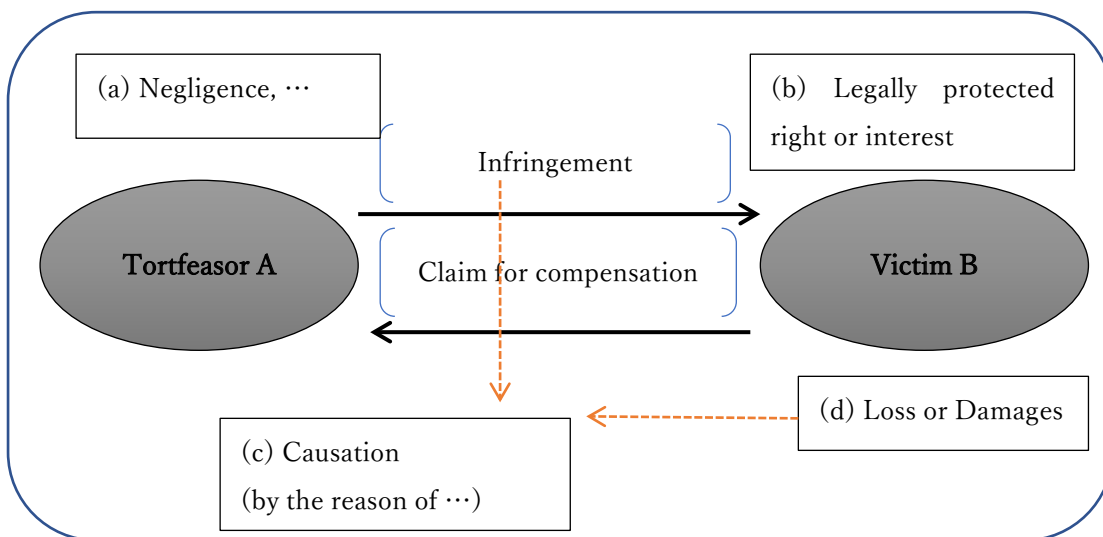 (a) Negligence, …
(b) Legally protected
right or interest
Infringement
Tortfeasor A
Claim for compensation
Victim B
(d) Loss or Damages
(c) Causation
(by the reason of …)